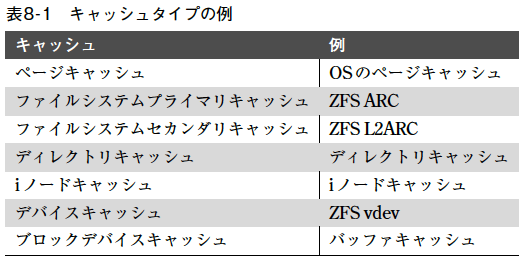 表8-1 キャッシュタイプの例
キャッシュ 例
ページキャッシュ OSのページキャッシュ
ファイルシステムプライマリキャッシュ ZFS ARC
ファイルシステムセカンダリキャッシュ ZFS L2ARC
ディレクトリキャッシュ ディレクトリキャッシュ
iノードキャッシュ iノードキャッシュ
デバイスキャッシュ ZFS vdev
ブロックデバイスキャッシュ バッファキャッシュ